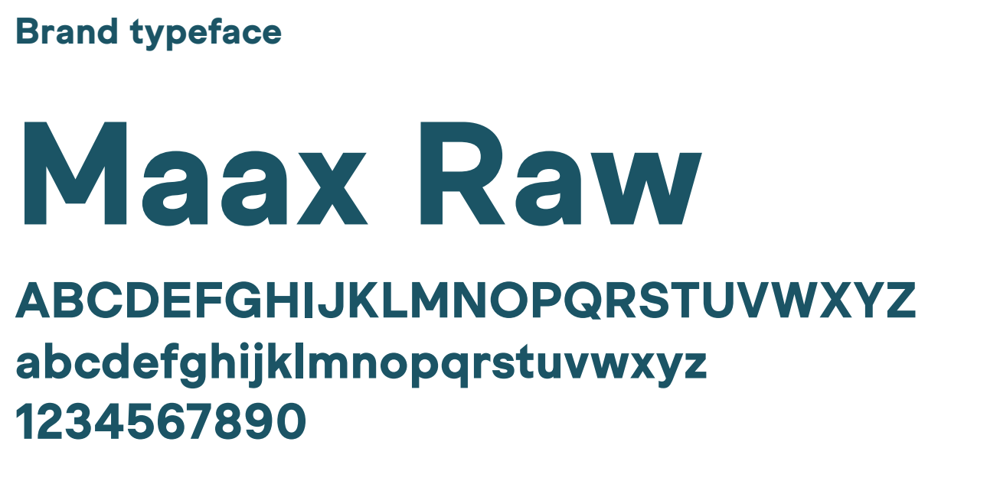 Brand typeface
Maax Raw
ABCDEFGHIJKLMNOPQRSTUVWXYZ
abcdefghijklmnopqrstuvwxyz
1234567890